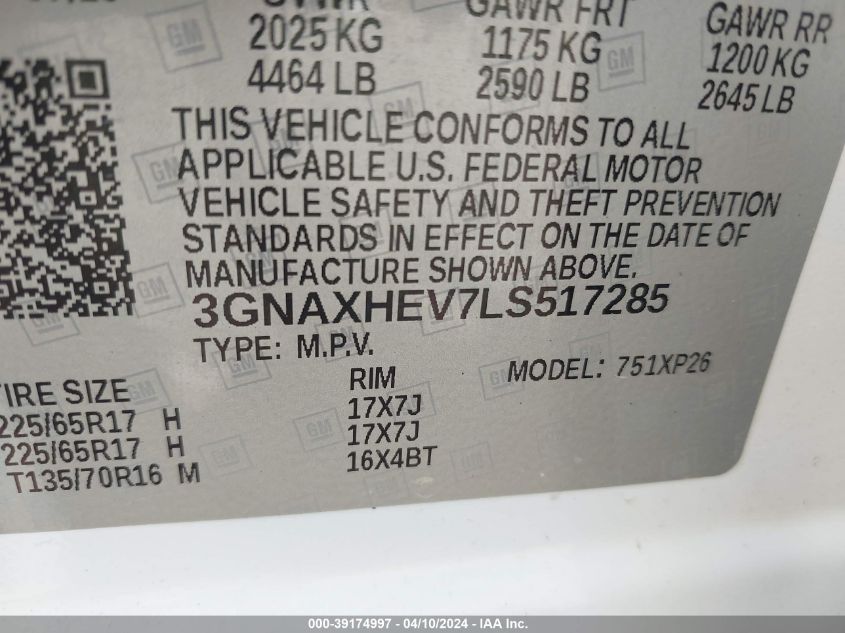 GVWR
2025 KG
4464 LB
GAWR FRT
1175 KG
2590 LB
GAWR RR
1200 KG
2645 LB
THIS VEHICLE CONFORMS TO ALL
APPLICABLE U.S. FEDERAL MOTOR
VEHICLE SAFETY AND THEFT PREVENTION
STANDARDS IN EFFECT ON THE DATE OF
MANUFACTURE SHOWN ABOVE.
3GNAXHEV7LS517285
TYPE: M.P.V.
MODEL: 751XP26
TIRE SIZE RIM
225/65R17 H 17X7J
225/65R17 H 17X7J
T135/70R16 M 16X4BT
GM
000-39174997 - 04/10/2024 - IAA Inc.